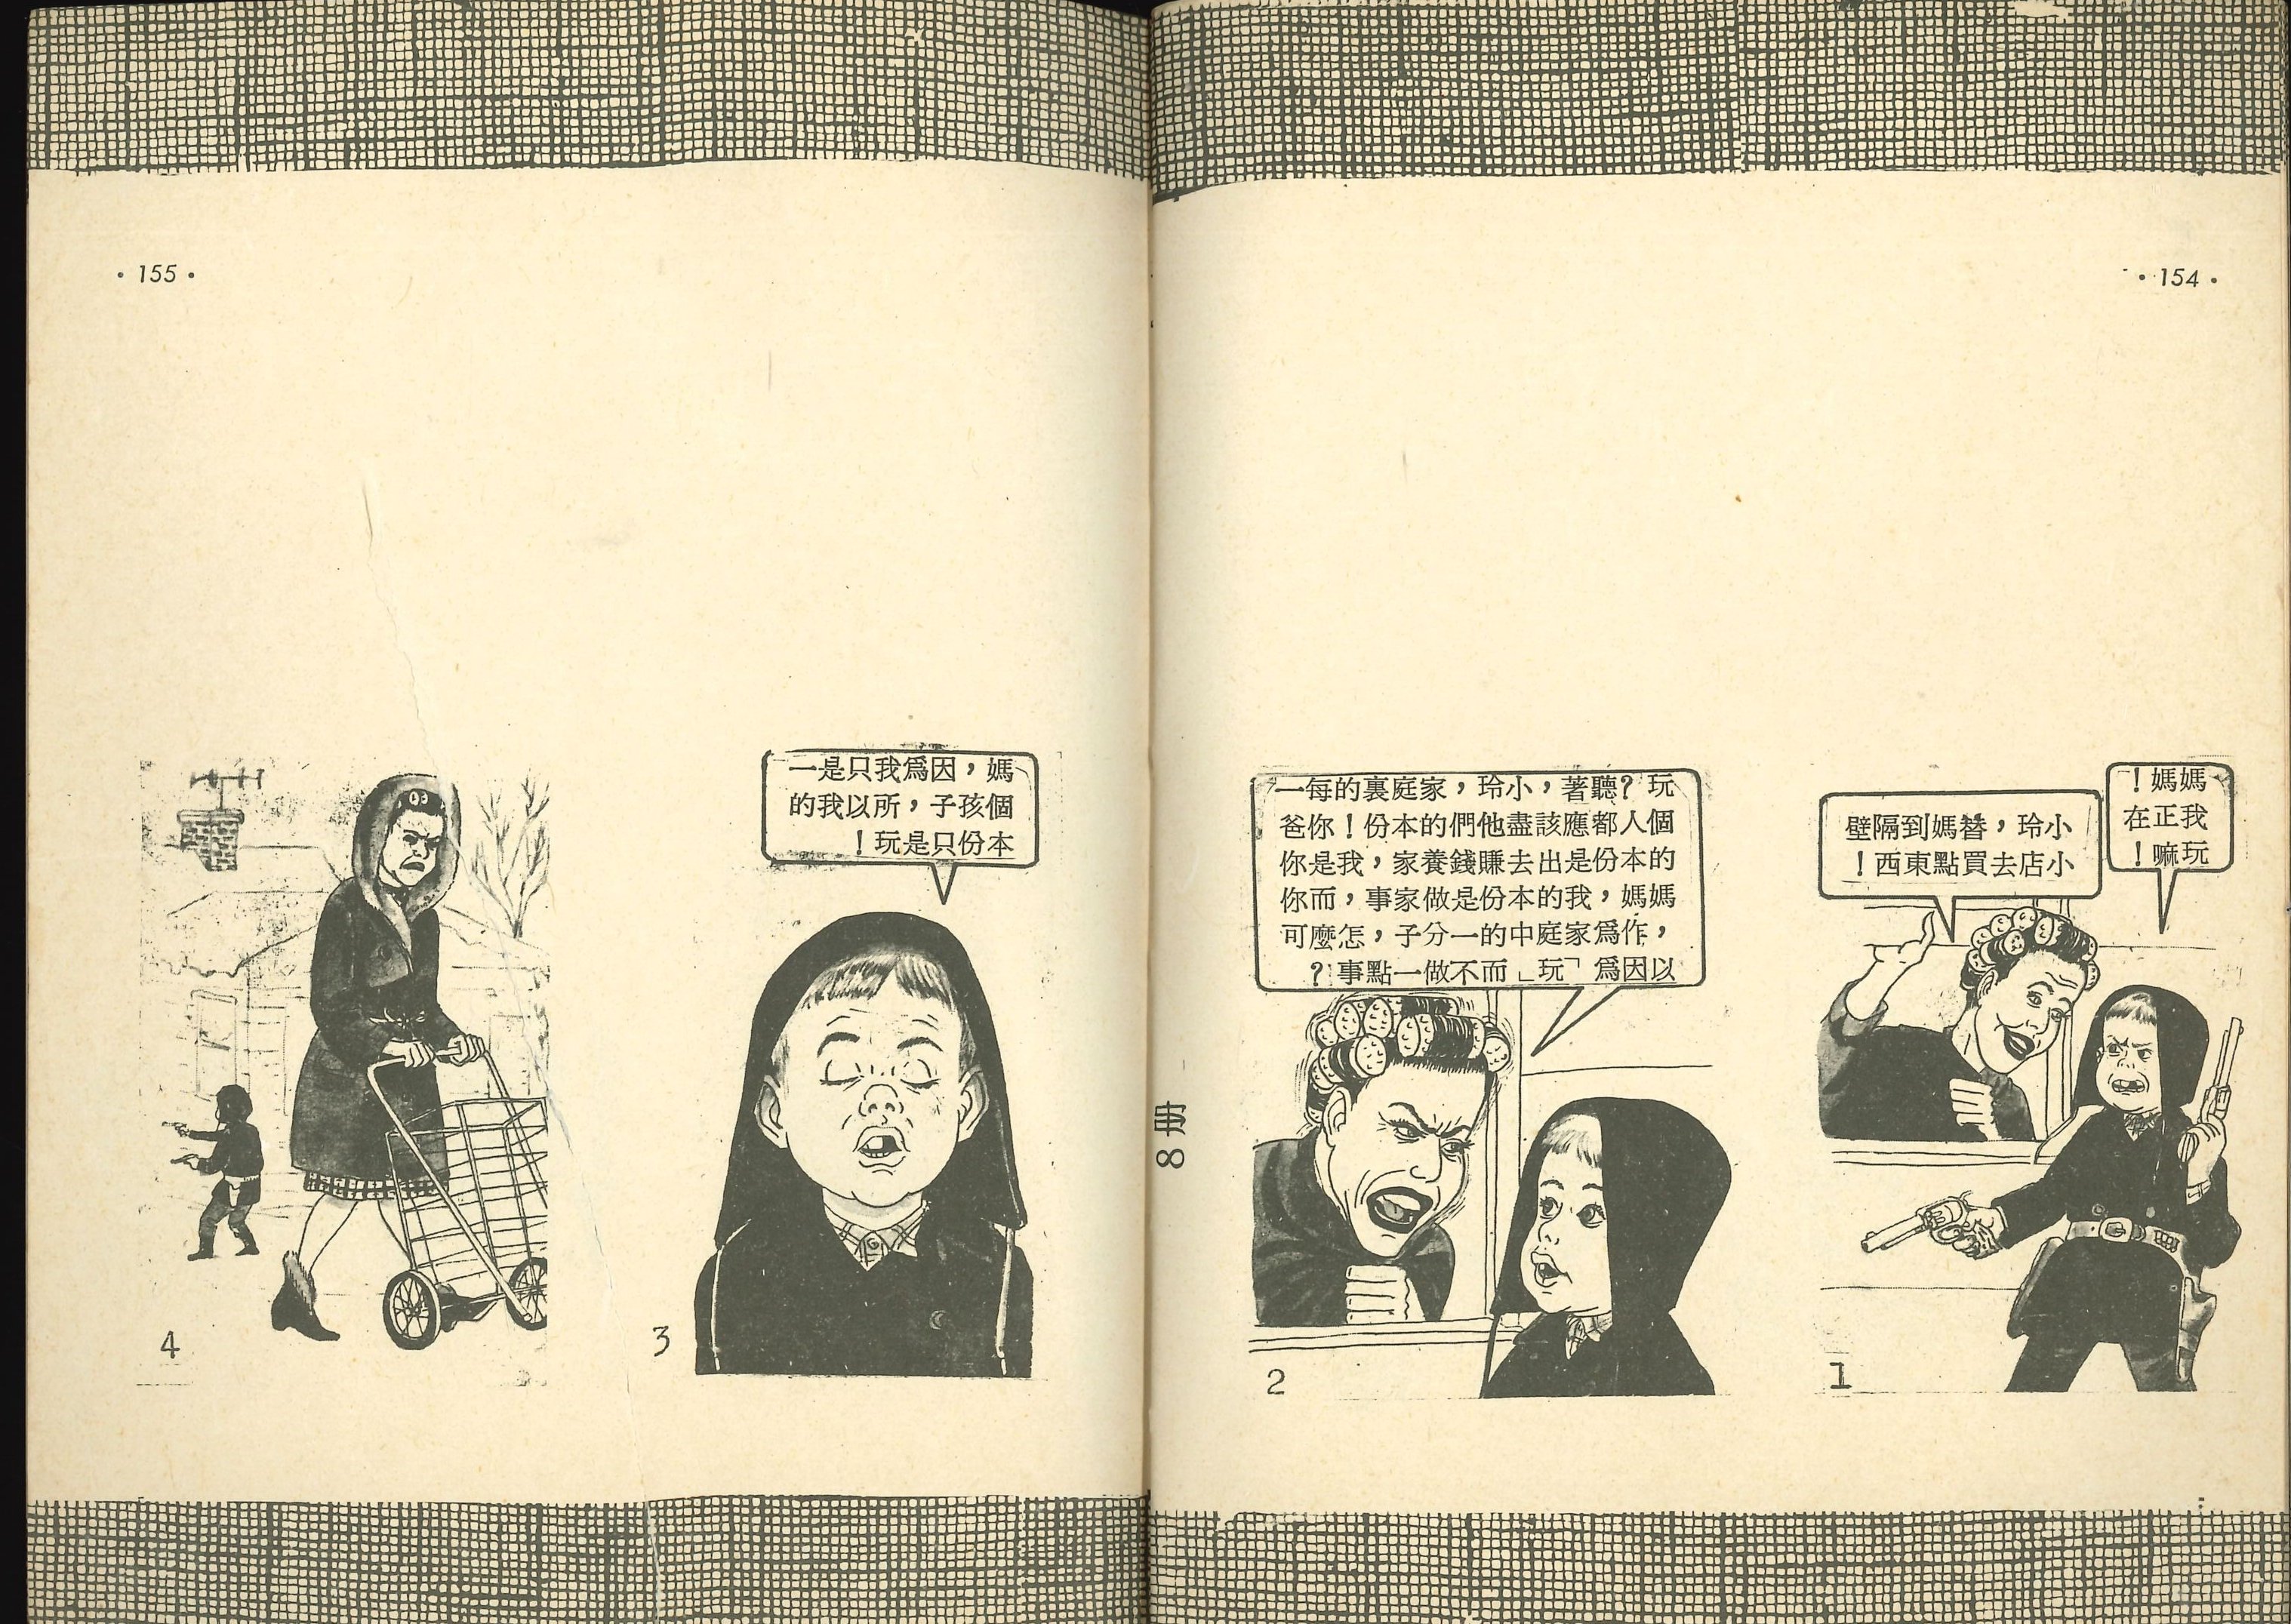 · 154 ·
媽媽！
我正在
玩嘛！
小玲，替媽到隔壁
小店去買點東西！
1
玩？聽著，小玲，家庭裏的每一
個人都應該盡他們的本份！你爸
的本份是出去賺錢養家，我是你
媽媽，我的本份是做家事，而你
，作爲家庭中的一分子，怎麼可
以因爲「玩」而不做一點事？
2
· 155 ·
媽，因爲我只是一
個孩子，所以我的
本份只是玩！
3
4